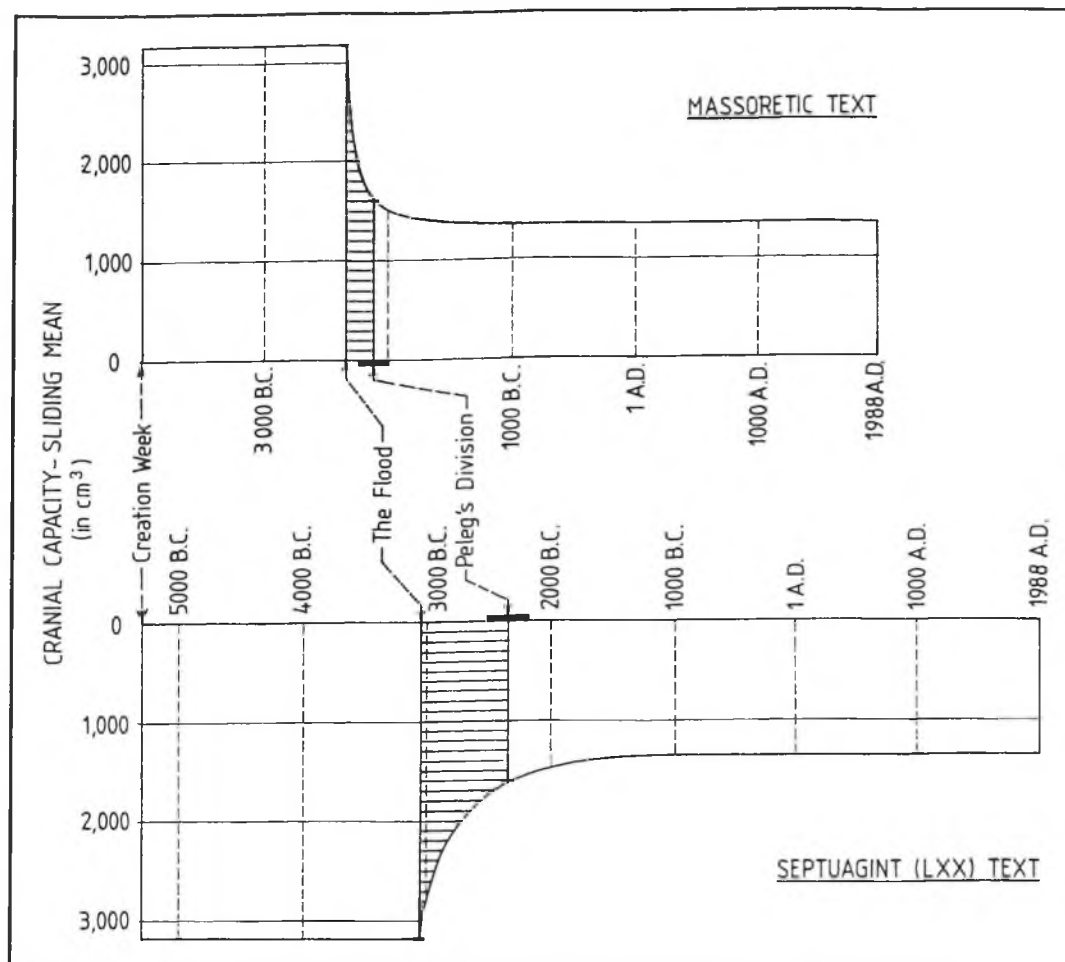 3,000
2,000
1,000
0
MASSORETIC TEXT
3000 B.C.
1000 B.C.
1 A.D.
1000 A.D.
1988 A.D.
CRANIAL CAPACITY - SLIDING MEAN
(in cm³)
Creation Week
The Flood
Peleg's Division
5000 B.C.
4000 B.C.
3000 B.C.
2000 B.C.
1000 B.C.
1 A.D.
1000 A.D.
1988 A.D.
0
1,000
2,000
3,000
SEPTUAGINT (LXX) TEXT